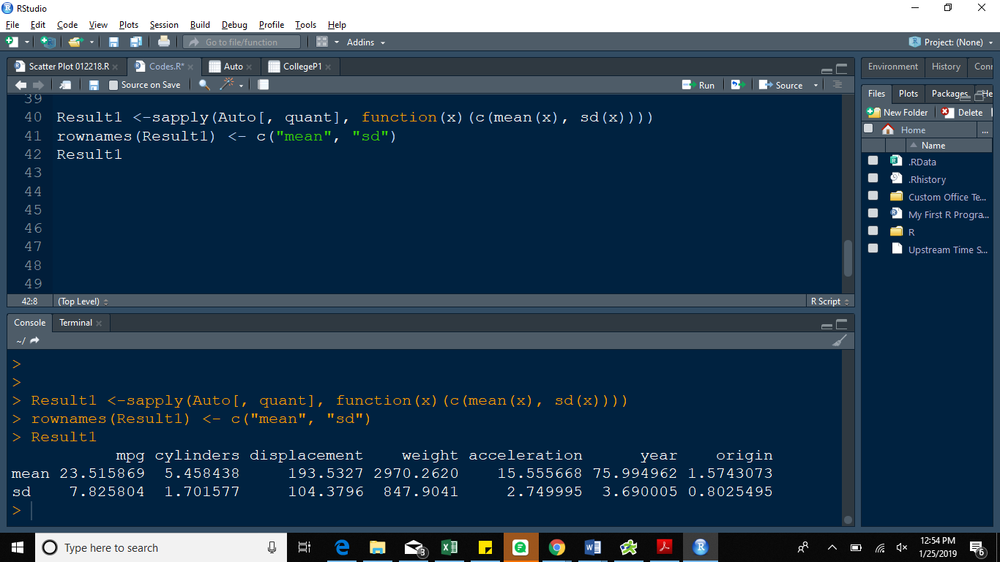 RStudio
File Edit Code View Plots Session Build Debug Profile Tools Help
Go to file/function Addins Project: (None)
Scatter Plot 012218.R Codes.R* Auto CollegeP1
Environment History Conn
Source on Save Run Source
Files Plots Packages He
New Folder Delete
Home ...
Name
.RData
.Rhistory
Custom Office Te...
My First R Progra...
R
Upstream Time S...
39
40 Result1 <-sapply(Auto[, quant], function(x)(c(mean(x), sd(x))))
41 rownames(Result1) <- c("mean", "sd")
42 Result1
43
44
45
46
47
48
49
42:8 (Top Level) R Script
Console Terminal
~/
>
>
> Result1 <-sapply(Auto[, quant], function(x)(c(mean(x), sd(x))))
> rownames(Result1) <- c("mean", "sd")
> Result1
mpg cylinders displacement weight acceleration year origin
mean 23.515869 5.458438 193.5327 2970.2620 15.555668 75.994962 1.5743073
sd 7.825804 1.701577 104.3796 847.9041 2.749995 3.690005 0.8025495
>
Type here to search
3
12:54 PM
1/25/2019
6